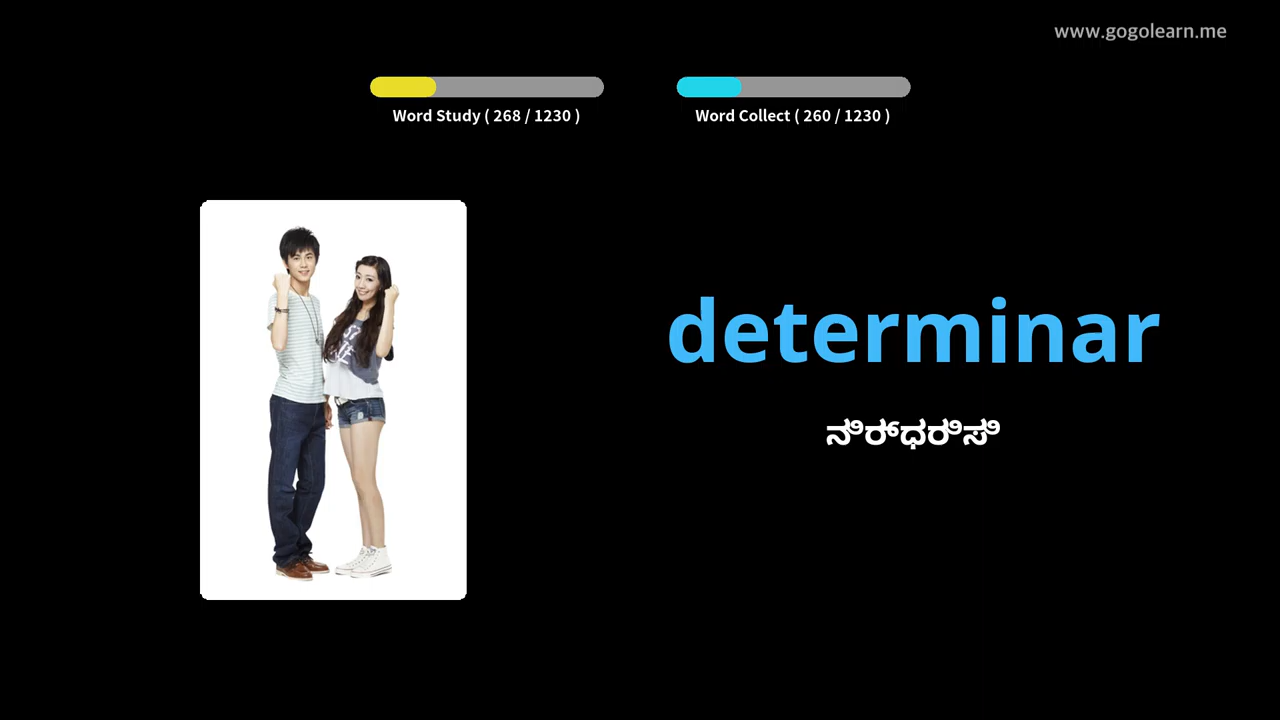 www.gogolearn.me
Word Study ( 268 / 1230 )
Word Collect ( 260 / 1230 )
determinar
ನಿರ್ಧರಿಸಿ